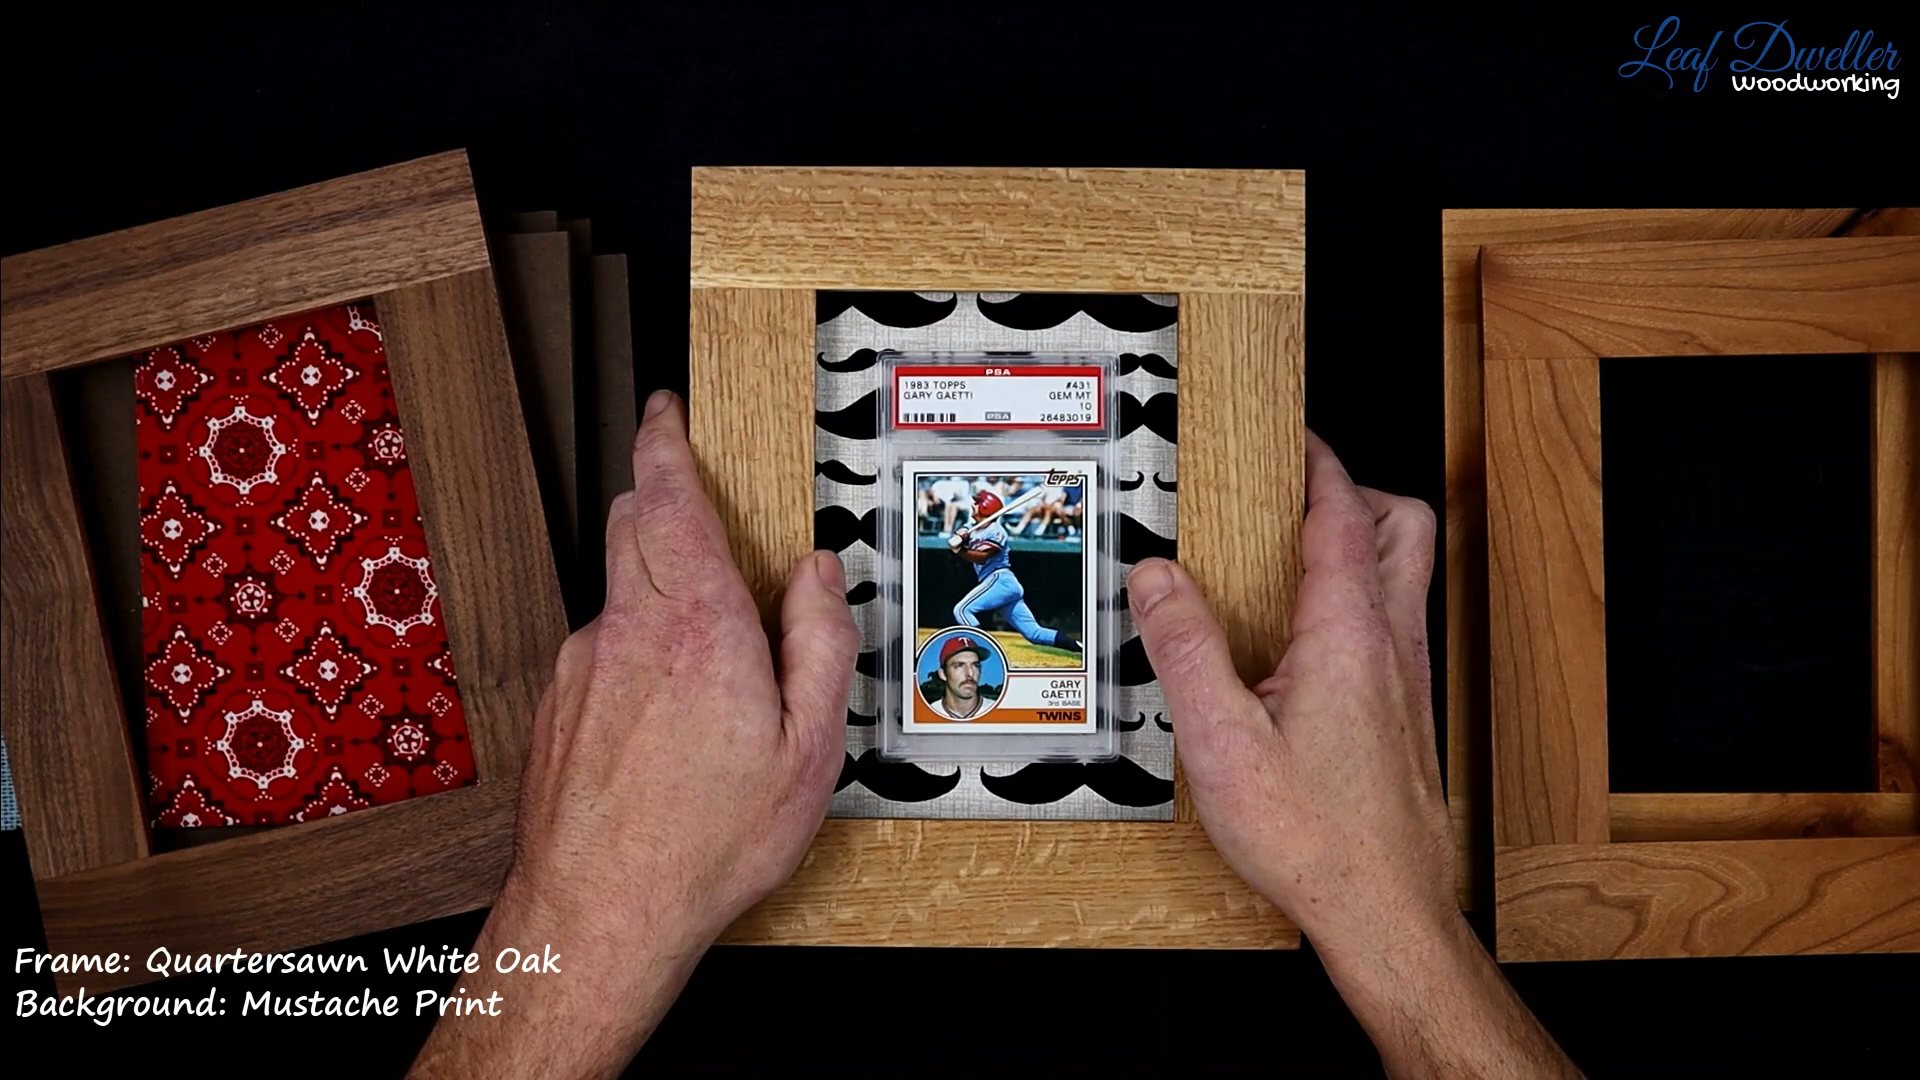 Leaf Dweller
Woodworking
PSA
1983 TOPPS #431
GARY GAETTI GEM MT
10
PSA 26483019
Topps
T
GARY
GAETTI
3rd BASE
TWINS
Frame: Quartersawn White Oak
Background: Mustache Print